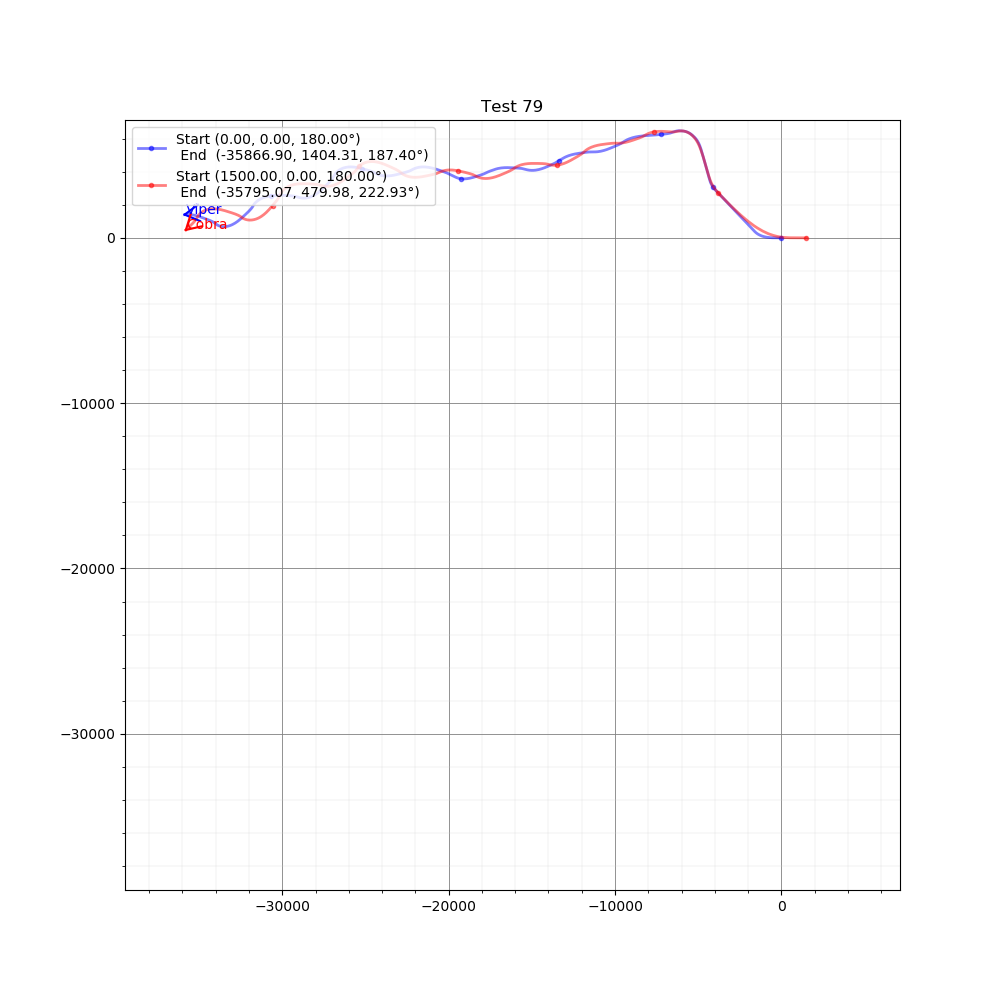 Test 79
Start (0.00, 0.00, 180.00°)
End  (-35866.90, 1404.31, 187.40°)
Start (1500.00, 0.00, 180.00°)
End  (-35795.07, 479.98, 222.93°)
Viper
Cobra
0
−10000
−20000
−30000
−30000
−20000
−10000
0